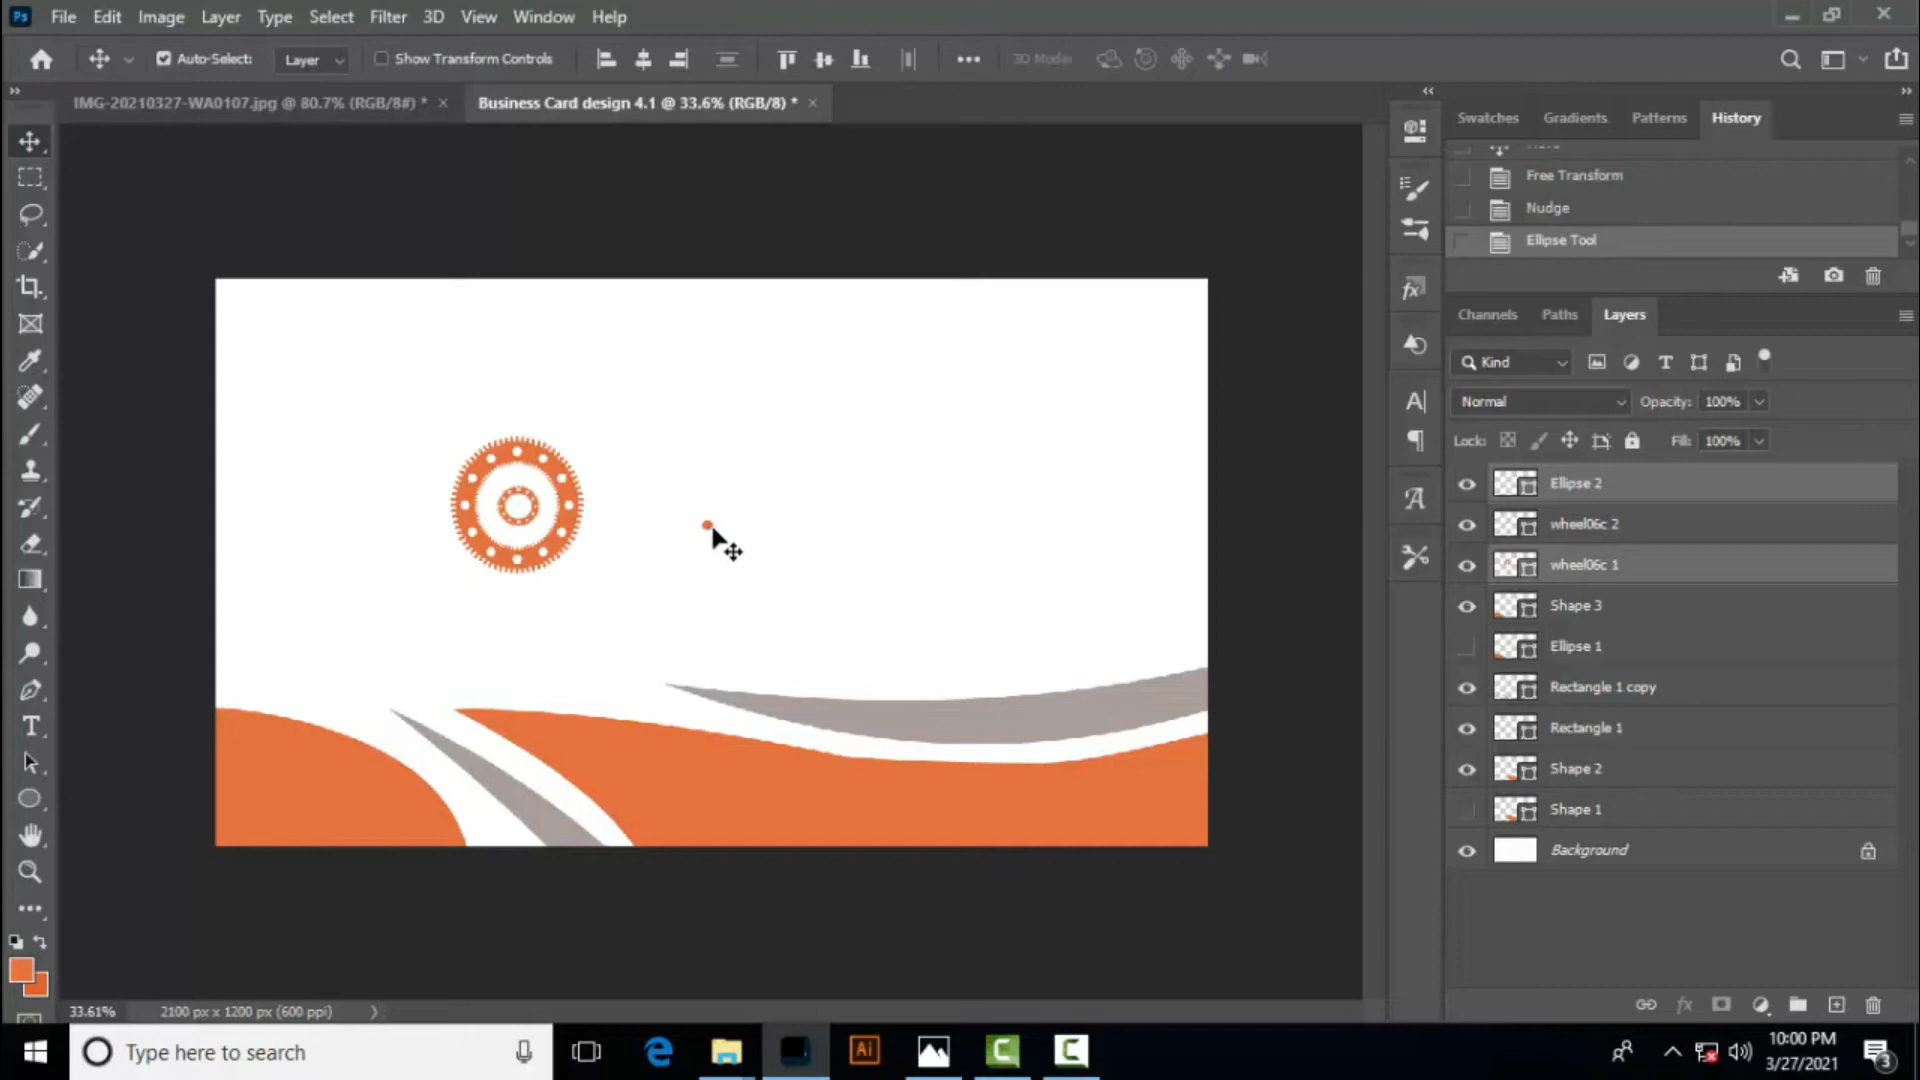 Ps File Edit Image Layer Type Select Filter 3D View Window Help
Auto-Select: Layer Show Transform Controls 3D Mode:
IMG-20210327-WA0107.jpg @ 80.7% (RGB/8#) * ×
Business Card design 4.1 @ 33.6% (RGB/8) * ×
Swatches Gradients Patterns History
Free Transform
Nudge
Ellipse Tool
Channels Paths Layers
Kind
Normal Opacity: 100%
Lock: Fill: 100%
Ellipse 2
wheel06c 2
wheel06c 1
Shape 3
Ellipse 1
Rectangle 1 copy
Rectangle 1
Shape 2
Shape 1
Background
33.61% 2100 px x 1200 px (600 ppi)
Type here to search
Ai
10:00 PM
3/27/2021
3